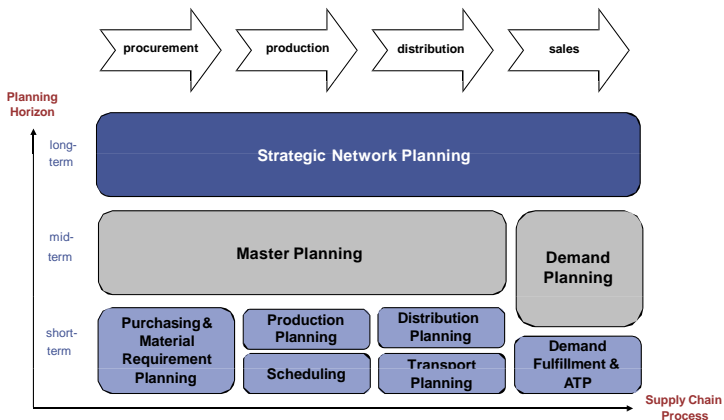 procurement
production
distribution
sales
Planning
Horizon
long-
term
Strategic Network Planning
mid-
term
Master Planning
Demand
Planning
short-
term
Purchasing &
Material
Requirement
Planning
Production
Planning
Scheduling
Distribution
Planning
Transport
Planning
Demand
Fulfillment &
ATP
Supply Chain
Process